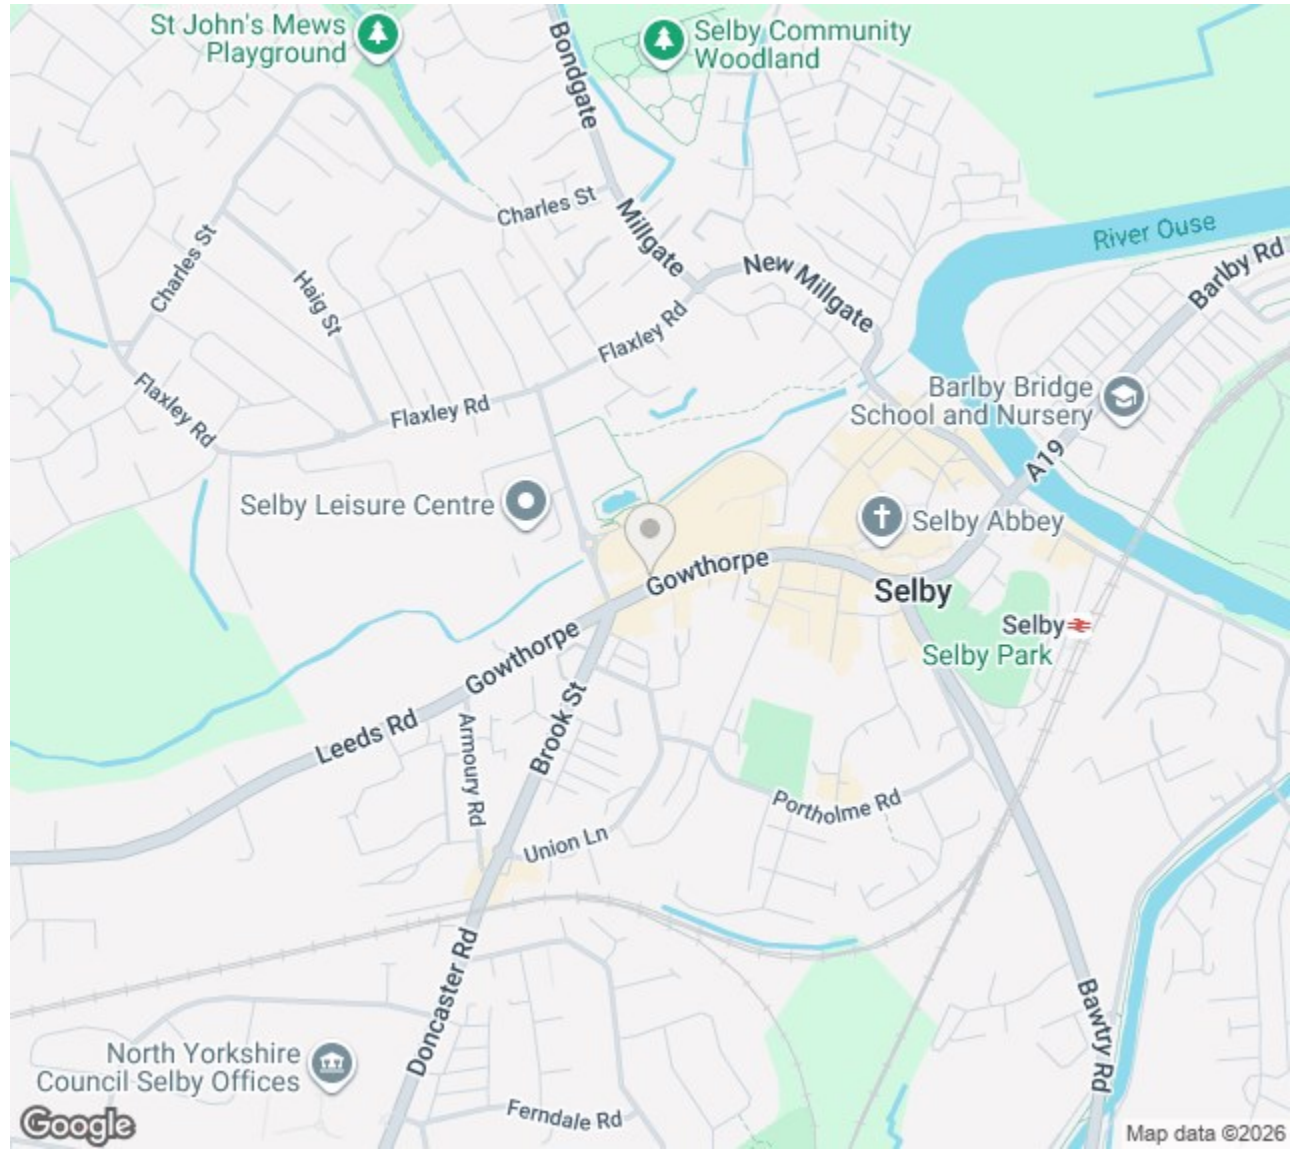 St John's Mews
Playground
Bondgate
Selby Community
Woodland
Charles St
Millgate
River Ouse
Barlby Rd
New Millgate
Charles St
Haig St
Flaxley Rd
Flaxley Rd
Flaxley Rd
Barlby Bridge
School and Nursery
A19
Selby Leisure Centre
Selby Abbey
Gowthorpe
Selby
Selby
Selby Park
Gowthorpe
Leeds Rd
Brook St
Armoury Rd
Portholme Rd
Union Ln
Doncaster Rd
Bawtry Rd
North Yorkshire
Council Selby Offices
Ferndale Rd
Google
Map data ©2026